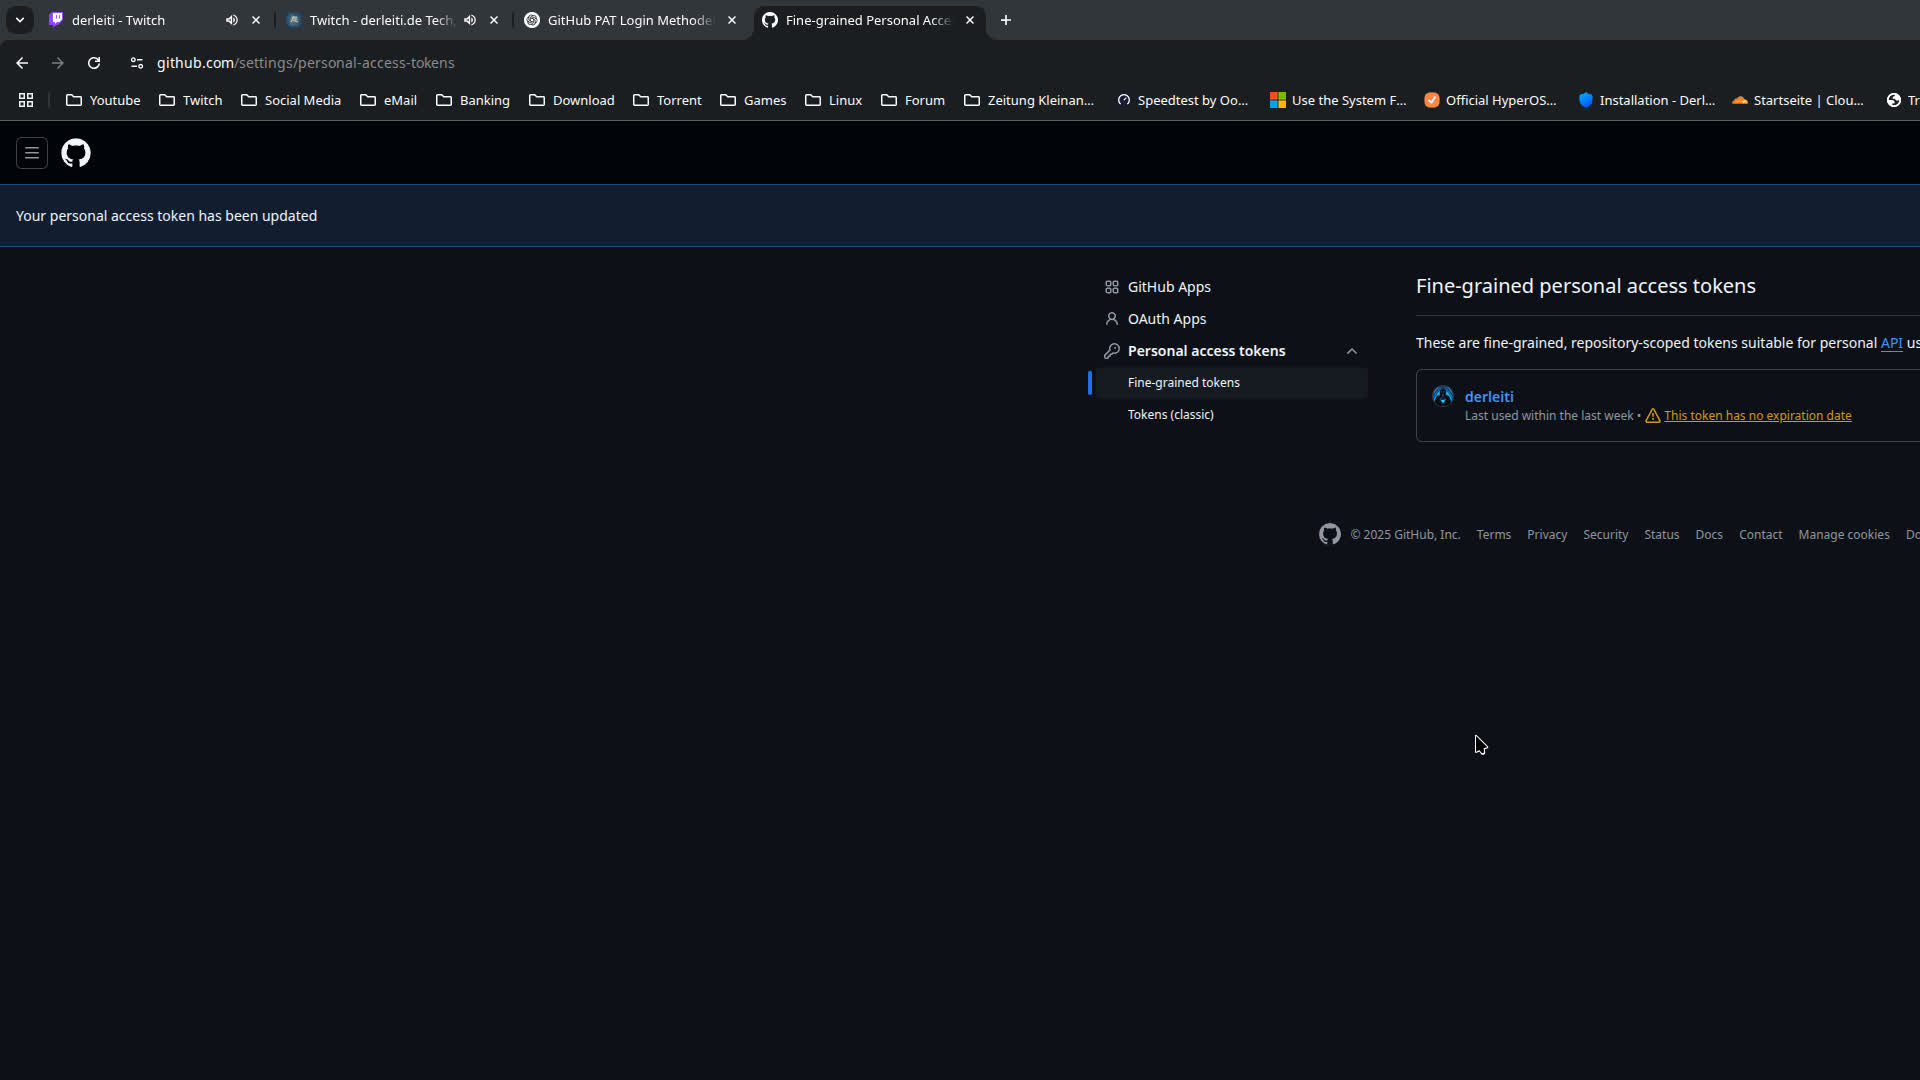 derleiti - Twitch
Twitch - derleiti.de Tech
GitHub PAT Login Methode
Fine-grained Personal Acce
github.com/settings/personal-access-tokens
Youtube
Twitch
Social Media
eMail
Banking
Download
Torrent
Games
Linux
Forum
Zeitung Kleinan...
Speedtest by Oo...
Use the System F...
Official HyperOS...
Installation - Derl...
Startseite | Clou...
Tr
Your personal access token has been updated
GitHub Apps
OAuth Apps
Personal access tokens
Fine-grained tokens
Tokens (classic)
Fine-grained personal access tokens
These are fine-grained, repository-scoped tokens suitable for personal API us
derleiti
Last used within the last week • This token has no expiration date
© 2025 GitHub, Inc.
Terms
Privacy
Security
Status
Docs
Contact
Manage cookies
Do